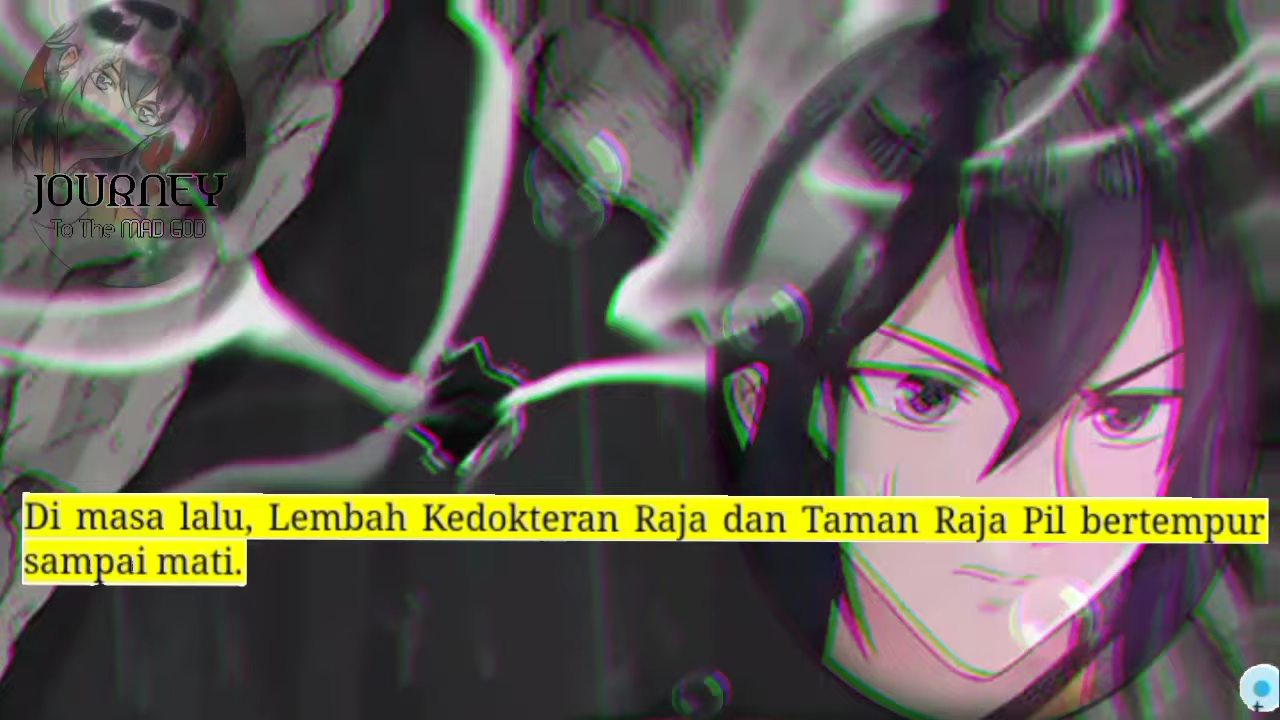 JOURNEY
To The MAD GOD
Di masa lalu, Lembah Kedokteran Raja dan Taman Raja Pil bertempur
sampai mati.